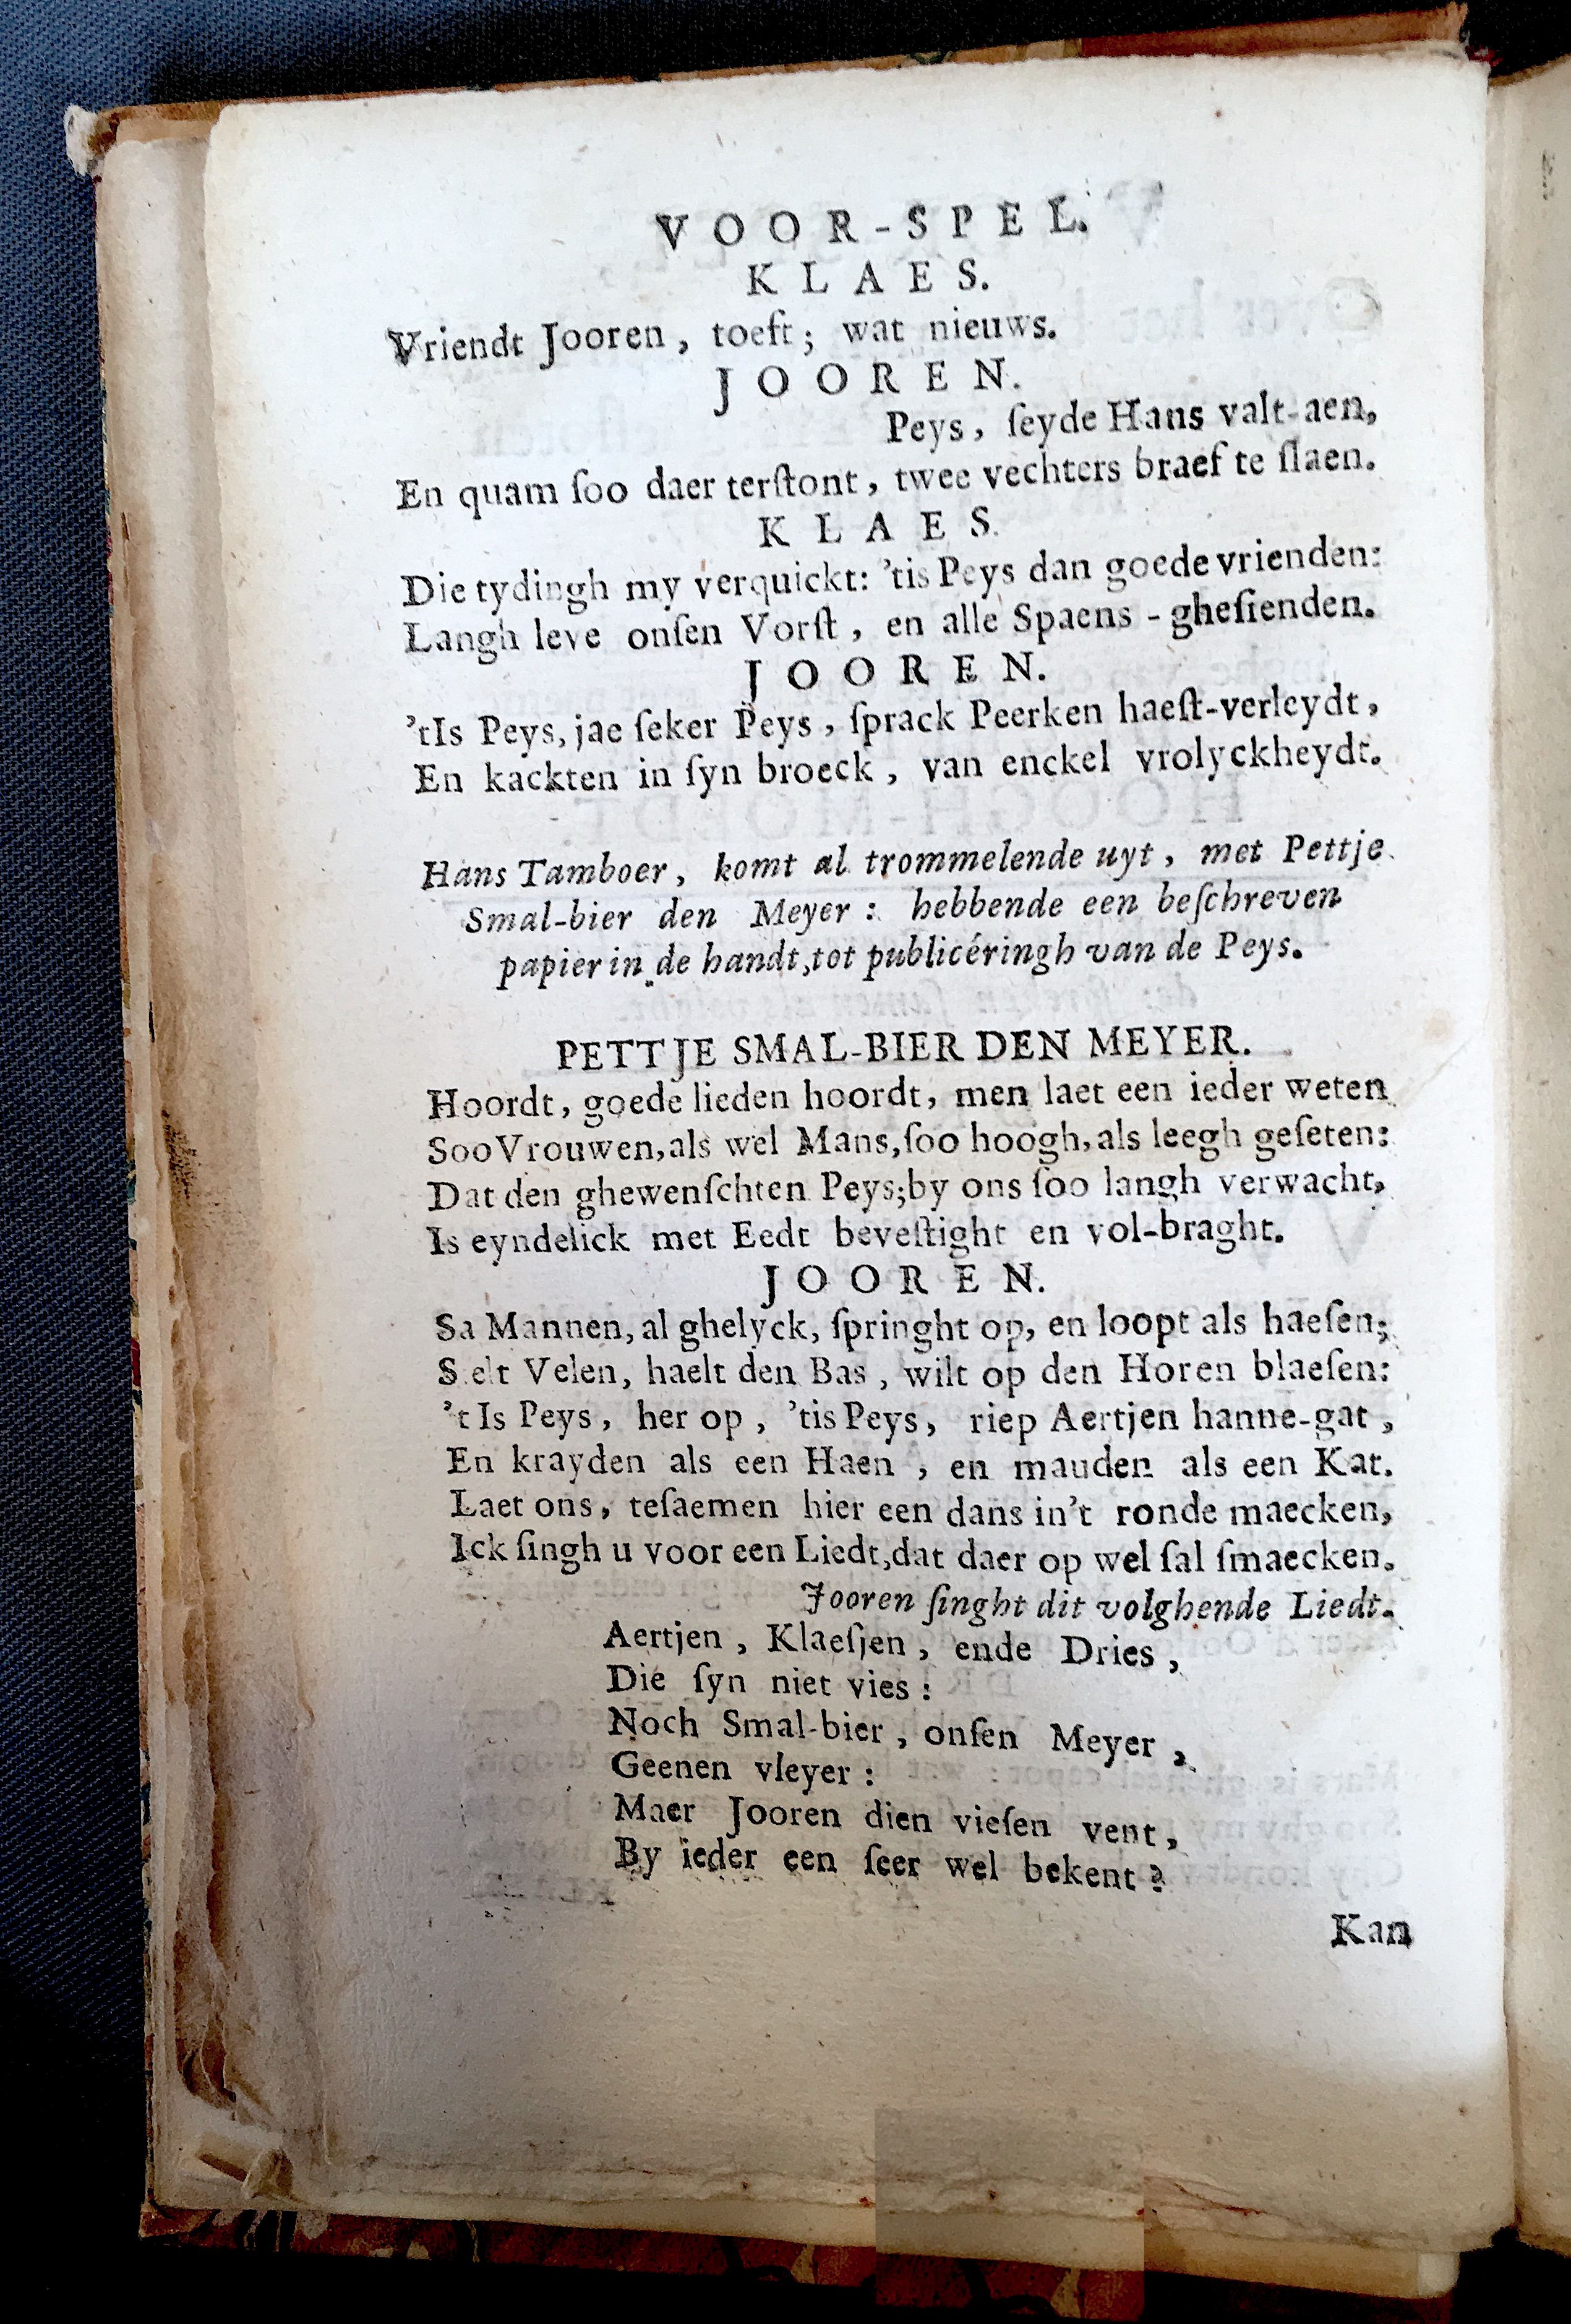 VOOR-SPEL.
KLAES.
Vriendt Jooren, toeft; wat nieuws.
JOOREN.
Peys, ſeyde Hans valt-aen,
En quam ſoo daer terſtont, twee vechters braef te ſlaen.
KLAES.
Die tydingh my verquickt: 'tis Peys dan goede vrienden:
Langh leve onſen Vorſt, en alle Spaens-gheſienden.
JOOREN.
'tIs Peys, jae ſeker Peys, ſprack Peerken haeſt-verleydt,
En kackten in ſyn broeck, van enckel vrolyckheydt.
Hans Tamboer, komt al trommelende uyt, met Pettje
Smal-bier den Meyer: hebbende een beſchreven
papier in de handt, tot publicéringh van de Peys.
PETTJE SMAL-BIER DEN MEYER.
Hoordt, goede lieden hoordt, men laet een ieder weten
Soo Vrouwen, als wel Mans, ſoo hoogh, als leegh geſeten:
Dat den ghewenſchten Peys; by ons ſoo langh verwacht,
Is eyndelick met Eedt beveſtight en vol-braght.
JOOREN.
Sa Mannen, al ghelyck, ſpringht op, en loopt als haeſen;
Stelt Velen, haelt den Bas, wilt op den Horen blaeſen:
't Is Peys, her op, 'tis Peys, riep Aertjen hanne-gat,
En krayden als een Haen, en mauden als een Kat.
Laet ons, teſaemen hier een dans in't ronde maecken,
Ick ſingh u voor een Liedt, dat daer op wel ſal ſmaecken.
Jooren ſinght dit volghende Liedt.
Aertjen, Klaeſjen, ende Dries,
Die ſyn niet vies:
Noch Smal-bier, onſen Meyer,
Geenen vleyer:
Maer Jooren dien vieſen vent,
By ieder een ſeer wel bekent?
Kan